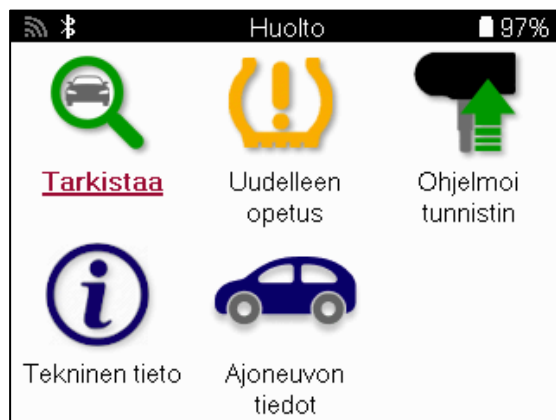 Huolto 97%
Tarkistaa
Uudelleen
opetus
Ohjelmoi
tunnistin
Tekninen tieto
Ajoneuvon
tiedot